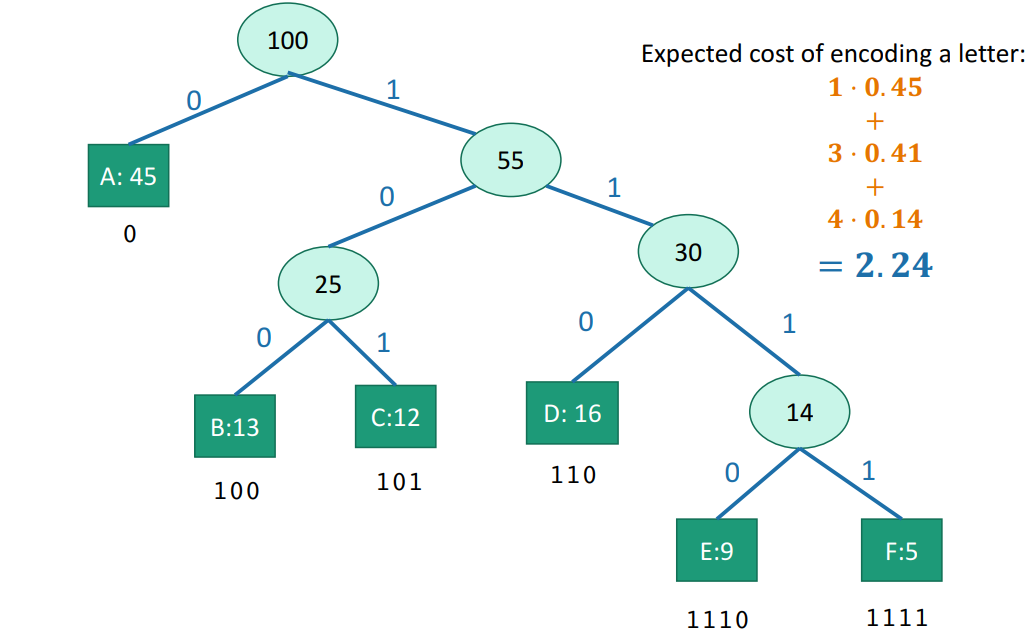 100
Expected cost of encoding a letter:
1 · 0.45
+
3 · 0.41
+
4 · 0.14
= 2.24
0
1
A: 45
0
55
0
1
25
30
0
1
0
1
B:13
100
C:12
101
D: 16
110
14
0
1
E:9
1110
F:5
1111